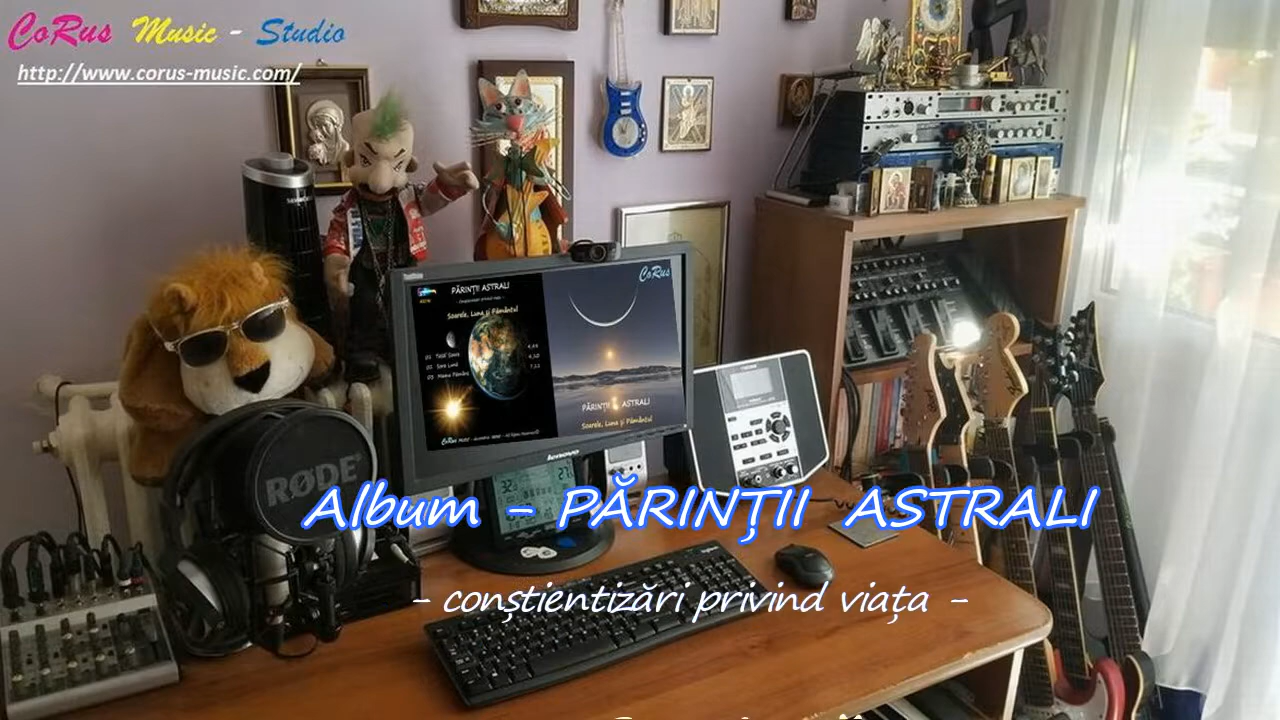 CoRus Music - Studio
http://www.corus-music.com/
PĂRINȚII ASTRALI
Soarele, Luna și Pământul
CoRus
PĂRINȚII ASTRALI
Soarele, Luna și Pământul
lenovo
RØDE
Album - PĂRINȚII ASTRALI
- conștientizări privind viața -